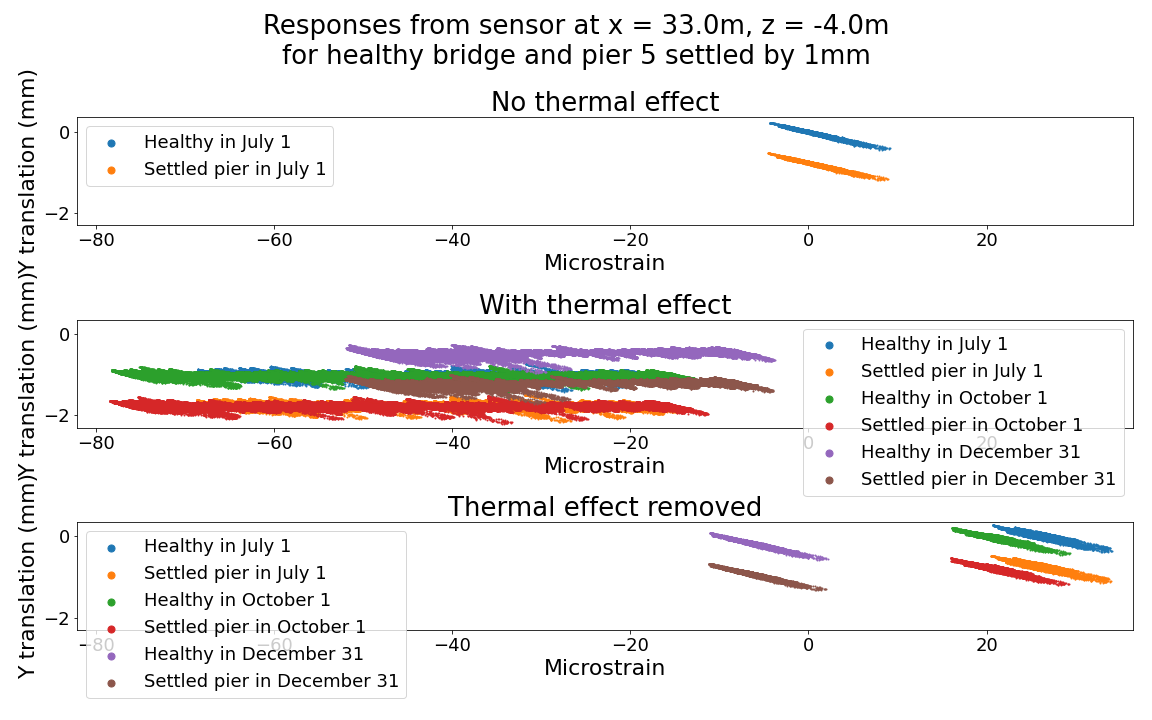 Responses from sensor at x = 33.0m, z = -4.0m
for healthy bridge and pier 5 settled by 1mm
No thermal effect
Y translation (mm)
0
−2
Healthy in July 1
Settled pier in July 1
−80
−60
−40
−20
0
20
Microstrain
With thermal effect
Y translation (mm)
0
−2
Healthy in July 1
Settled pier in July 1
Healthy in October 1
Settled pier in October 1
Healthy in December 31
Settled pier in December 31
−80
−60
−40
−20
0
20
Microstrain
Thermal effect removed
Y translation (mm)
0
−2
Healthy in July 1
Settled pier in July 1
Healthy in October 1
Settled pier in October 1
Healthy in December 31
Settled pier in December 31
−80
−60
−40
−20
0
20
Microstrain